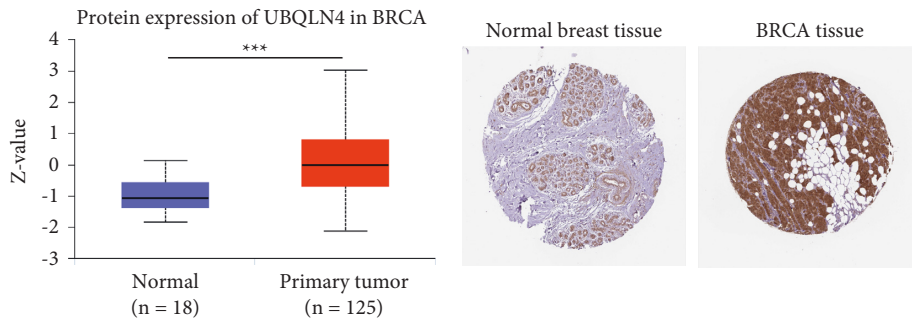 Protein expression of UBQLN4 in BRCA
***
4
3
2
1
0
-1
-2
-3
Z-value
Normal
(n = 18)
Primary tumor
(n = 125)
Normal breast tissue
BRCA tissue